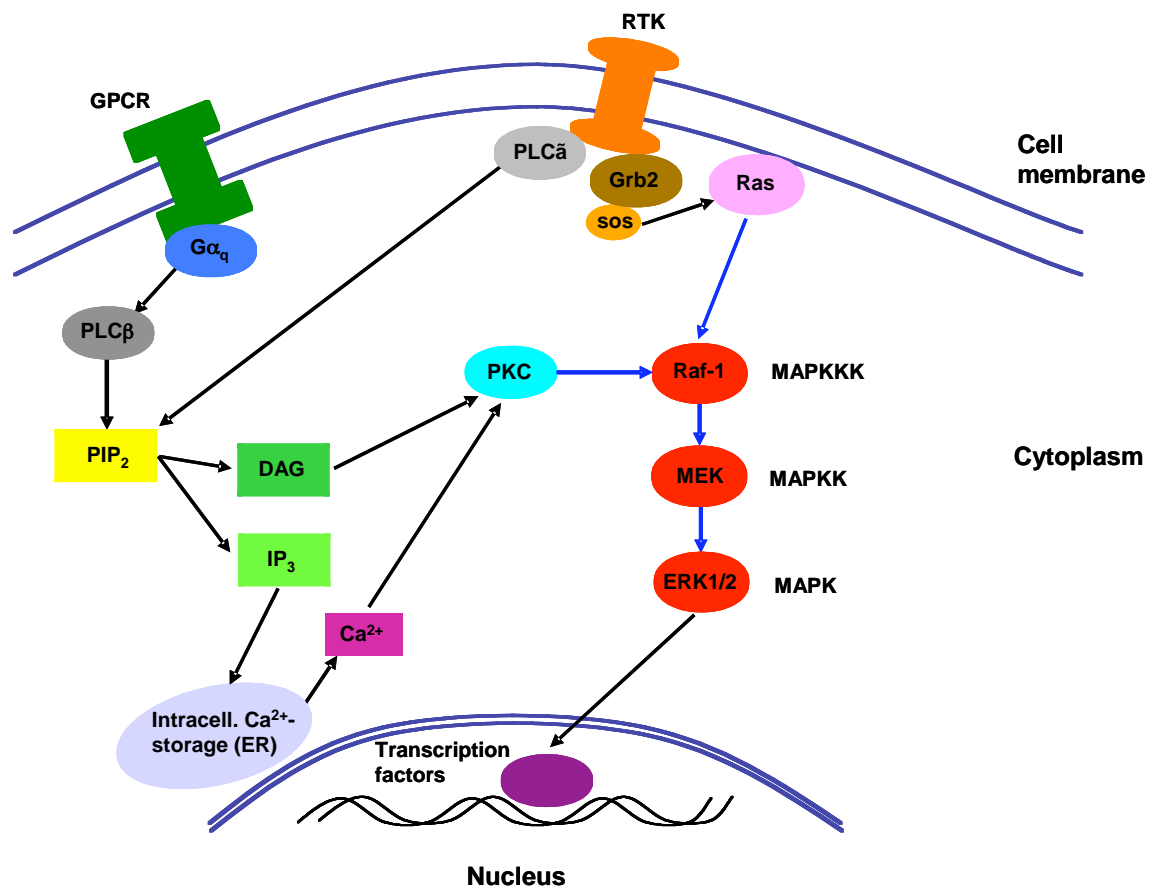 RTK
GPCR
PLCã
Cell
membrane
Grb2
Ras
sos
Gαq
PLCβ
PKC
Raf-1
MAPKKK
PIP2
DAG
MEK
MAPKK
Cytoplasm
IP3
ERK1/2
MAPK
Ca²⁺
Intracell. Ca²⁺-
storage (ER)
Transcription
factors
Nucleus